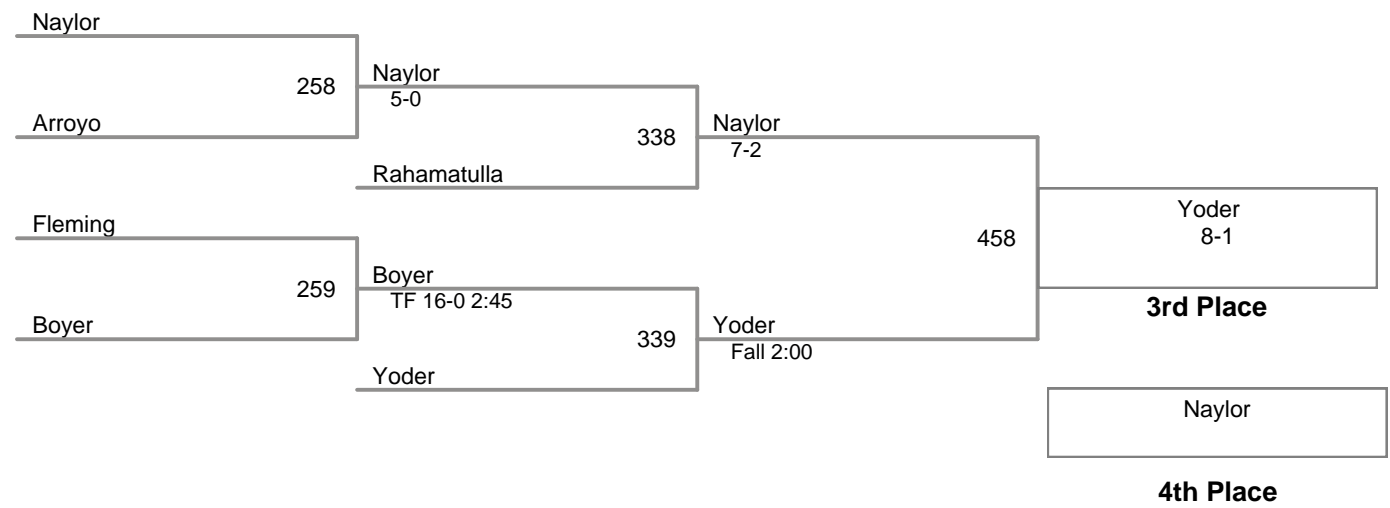 Naylor
258
Naylor
5-0
Arroyo
338
Naylor
7-2
Rahamatulla
Fleming
458
Yoder
8-1
259
Boyer
TF 16-0 2:45
3rd Place
Boyer
339
Yoder
Fall 2:00
Yoder
Naylor
4th Place